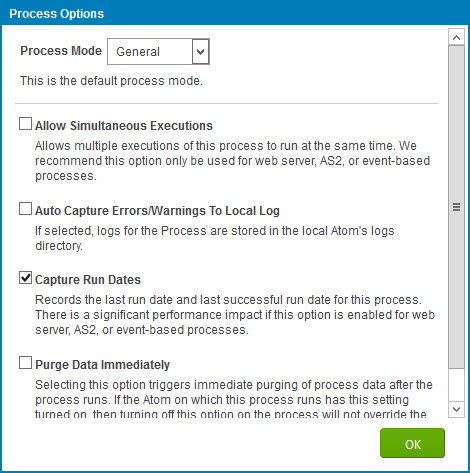 Process Options
Process Mode General
This is the default process mode.
Allow Simultaneous Executions
Allows multiple executions of this process to run at the same time. We
recommend this option only be used for web server, AS2, or event-based
processes.
Auto Capture Errors/Warnings To Local Log
If selected, logs for the Process are stored in the local Atom's logs
directory.
Capture Run Dates
Records the last run date and last successful run date for this process.
There is a significant performance impact if this option is enabled for web
server, AS2, or event-based processes.
Purge Data Immediately
Selecting this option triggers immediate purging of process data after the
process runs. If the Atom on which this process runs has this setting
turned on, then turning off this option on the process will not override the
OK